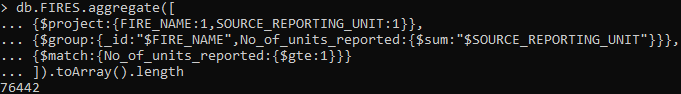 > db.FIRES.aggregate([
... {$project:{FIRE_NAME:1,SOURCE_REPORTING_UNIT:1}},
... {$group:{_id:"$FIRE_NAME",No_of_units_reported:{$sum:"$SOURCE_REPORTING_UNIT"}}},
... {$match:{No_of_units_reported:{$gte:1}}}
... ]).toArray().length
76442